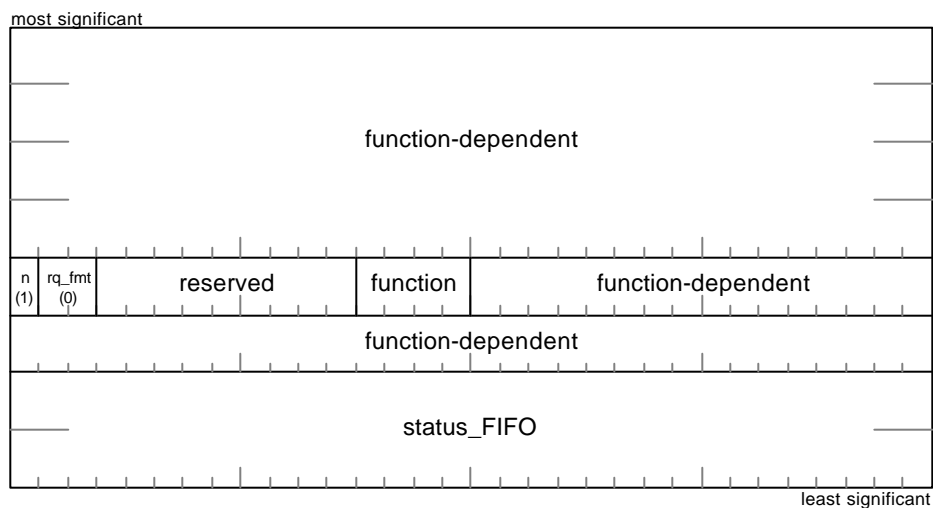 most significant
function-dependent
n (1) rq_fmt (0) reserved function function-dependent
function-dependent
status_FIFO
least significant